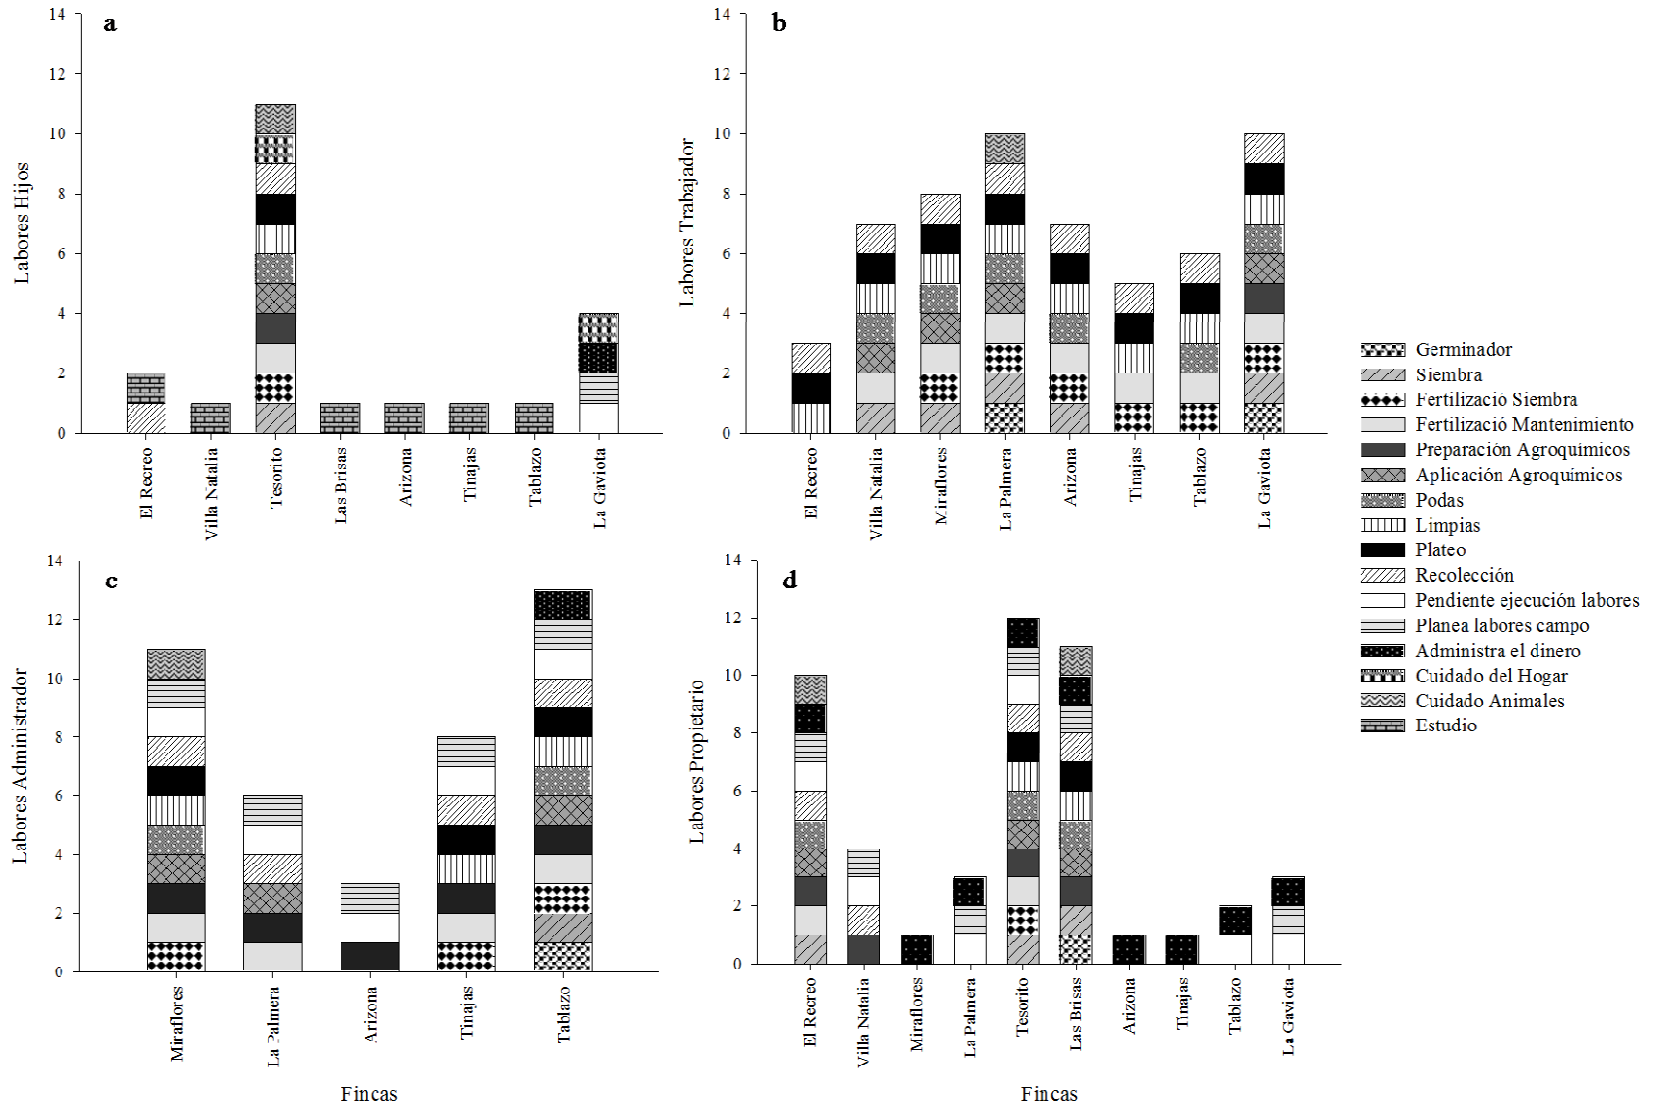 a
14
12
10
8
6
4
2
0
Labores Hijos
El Recreo
Villa Natalia
Tesorito
Las Brisas
Arizona
Tinajas
Tablazo
La Gaviota
b
14
12
10
8
6
4
2
0
Labores Trabajador
El Recreo
Villa Natalia
Miraflores
La Palmera
Arizona
Tinajas
Tablazo
La Gaviota
Germinador
Siembra
Fertilizació Siembra
Fertilizació Mantenimiento
Preparación Agroquímicos
Aplicación Agroquímicos
Podas
Limpias
Plateo
Recolección
Pendiente ejecución labores
Planea labores campo
Administra el dinero
Cuidado del Hogar
Cuidado Animales
Estudio
c
14
12
10
8
6
4
2
0
Labores Administrador
Miraflores
La Palmera
Arizona
Tinajas
Tablazo
Fincas
d
14
12
10
8
6
4
2
0
Labores Propietario
El Recreo
Villa Natalia
Miraflores
La Palmera
Tesorito
Las Brisas
Arizona
Tinajas
Tablazo
La Gaviota
Fincas